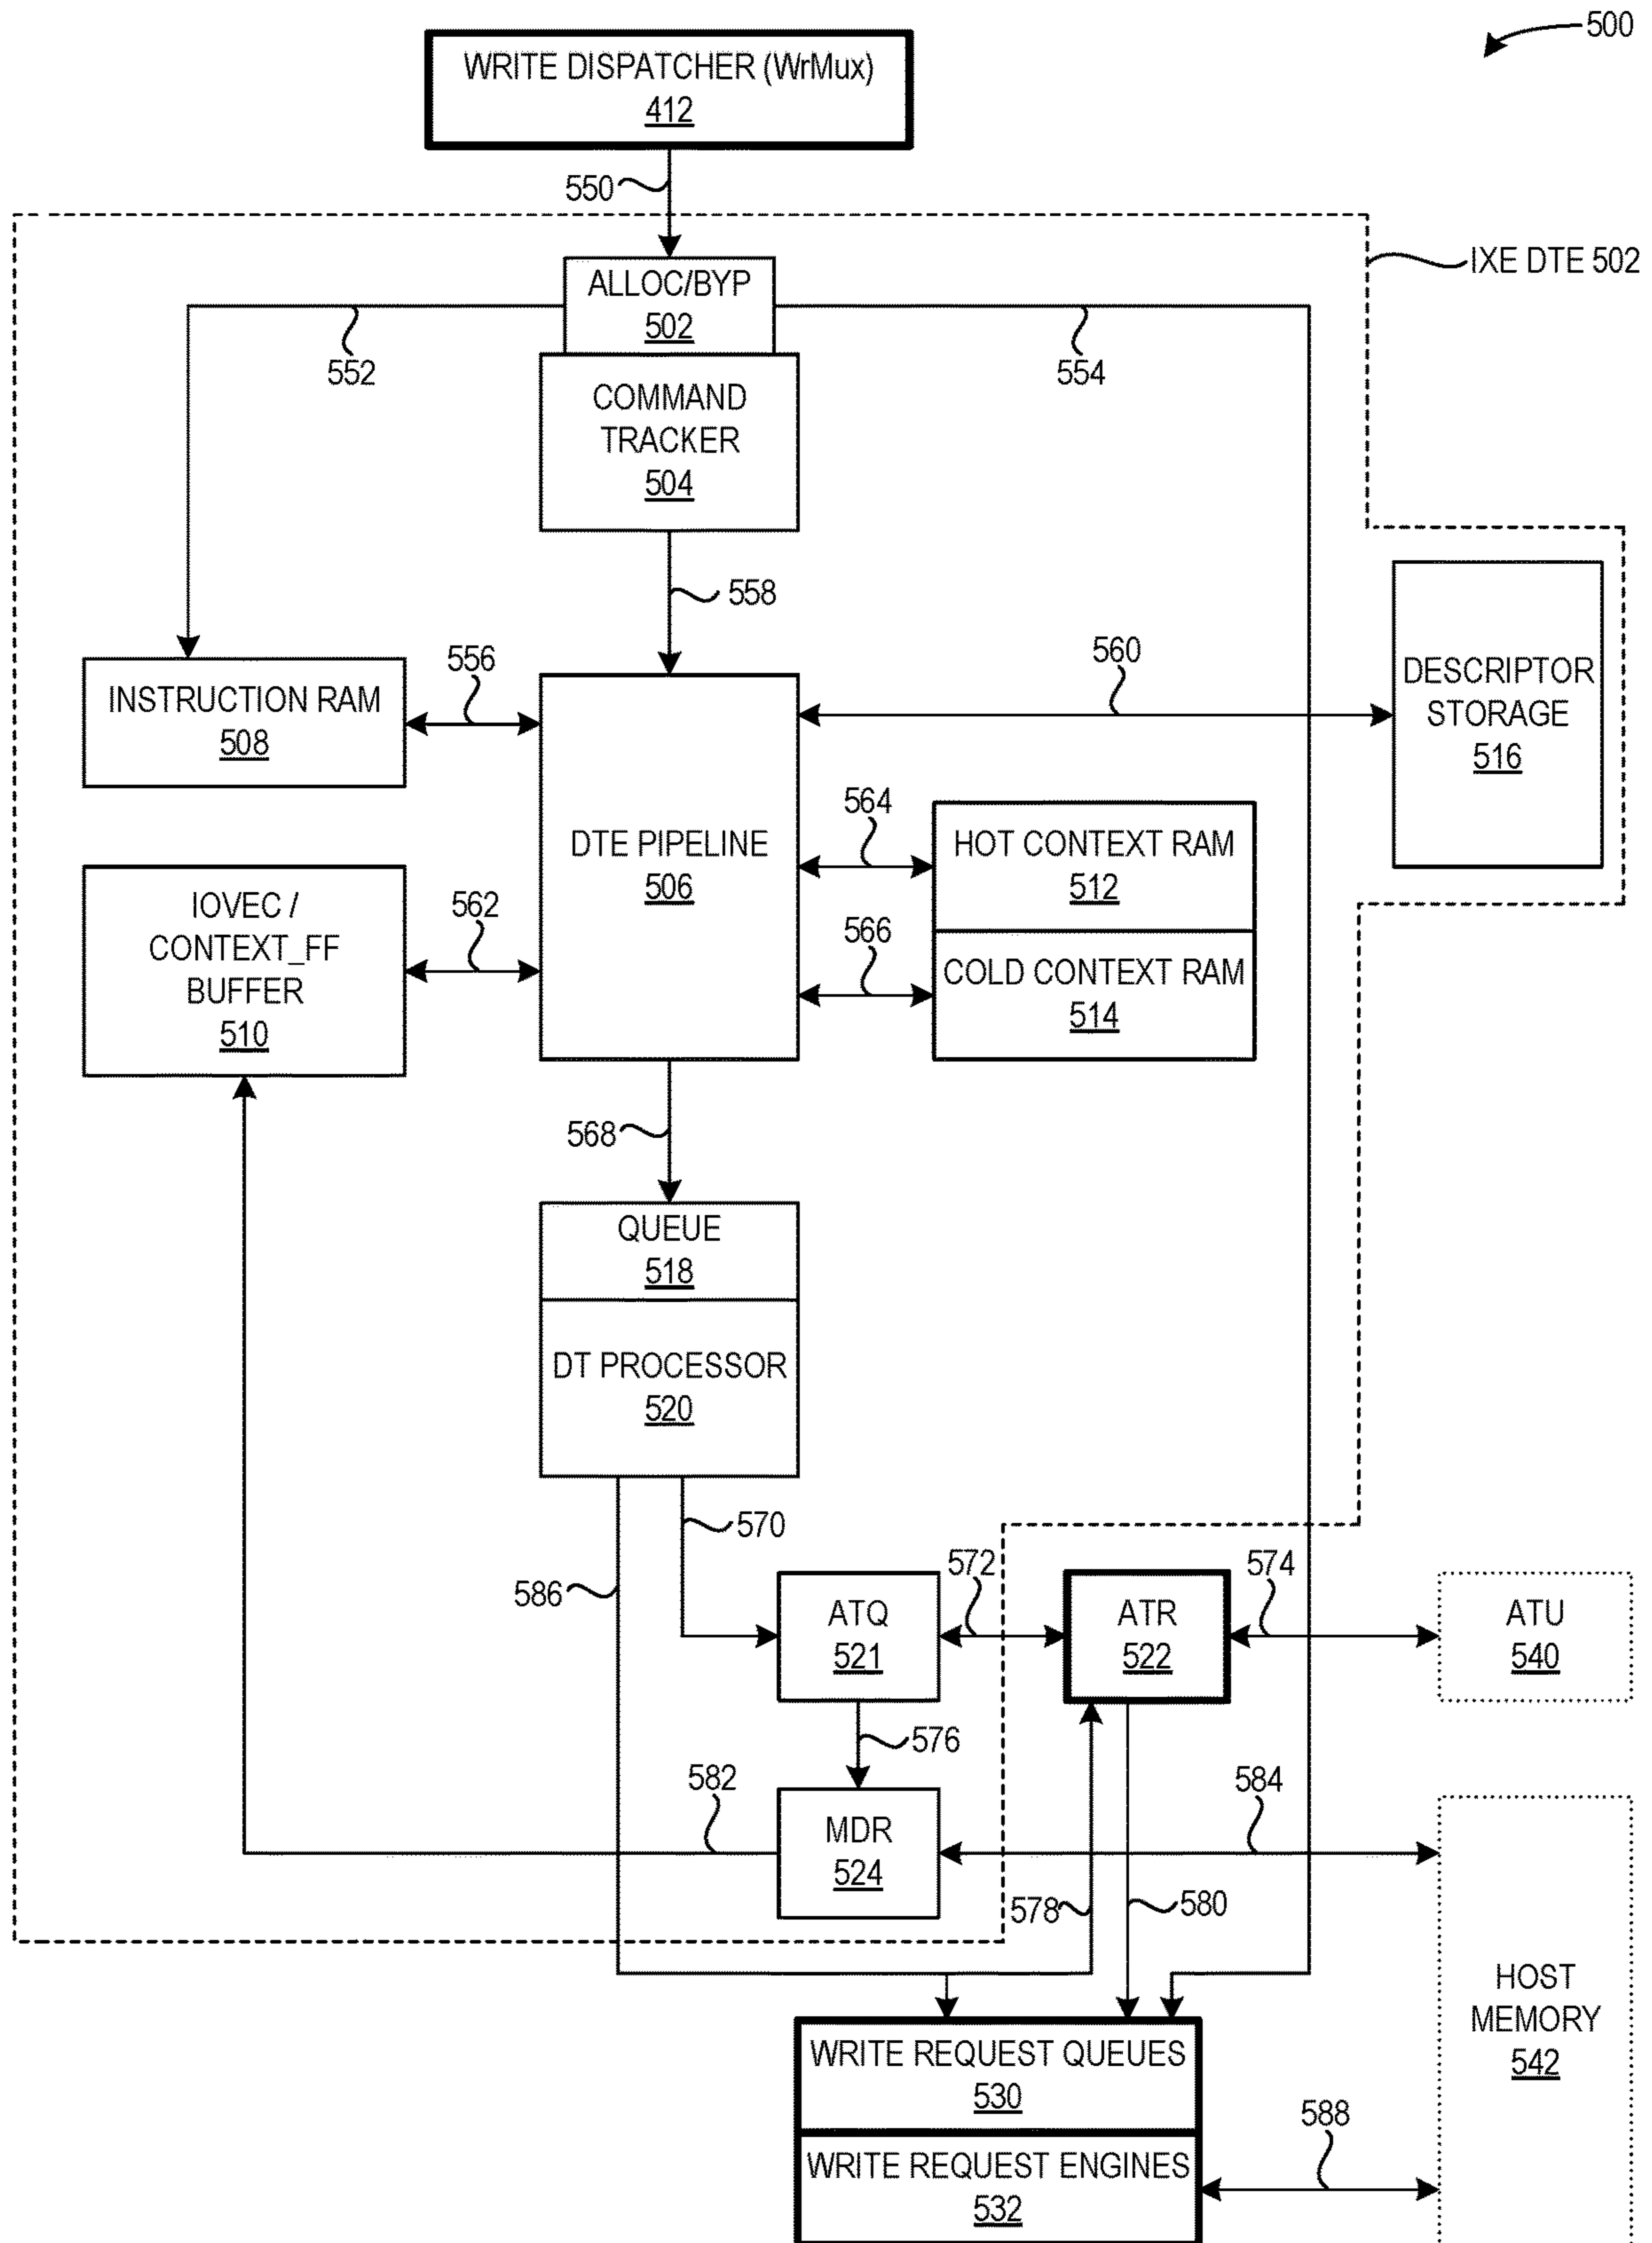 500
WRITE DISPATCHER (WrMux)
412
550
IXE DTE 502
ALLOC/BYP
502
552
554
COMMAND
TRACKER
504
558
560
556
INSTRUCTION RAM
508
DESCRIPTOR
STORAGE
516
DTE PIPELINE
506
564
HOT CONTEXT RAM
512
566
COLD CONTEXT RAM
514
562
IOVEC /
CONTEXT_FF
BUFFER
510
568
QUEUE
518
DT PROCESSOR
520
570
586
572
574
ATQ
521
ATR
522
ATU
540
576
582
584
MDR
524
578
580
HOST
MEMORY
542
WRITE REQUEST QUEUES
530
588
WRITE REQUEST ENGINES
532